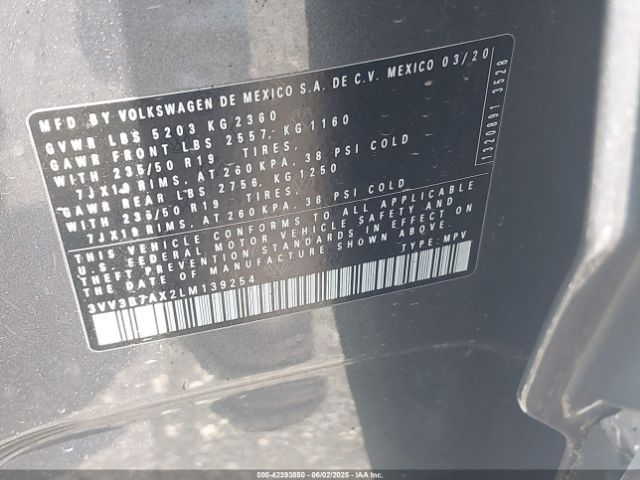 MFD. BY VOLKSWAGEN DE MEXICO S.A. DE C.V. MEXICO 03/20
GVWR LBS 5203 KG 2360
GAWR FRONT LBS 2557, KG 1160
WITH 235/50 R19 TIRES,
7JX19 RIMS, AT 260 KPA, 38 PSI COLD
GAWR REAR LBS 2756, KG 1250
WITH 235/50 R19 TIRES,
7JX19 RIMS, AT 260 KPA, 38 PSI COLD
THIS VEHICLE CONFORMS TO ALL APPLICABLE
U.S. FEDERAL MOTOR VEHICLE SAFETY AND
THEFT PREVENTION STANDARDS IN EFFECT ON
THE DATE OF MANUFACTURE SHOWN ABOVE.
3VV3B7AX2LM139254 TYPE: MPV
1320891 3528
000-42393850 - 06/02/2025 - © IAA, LLC